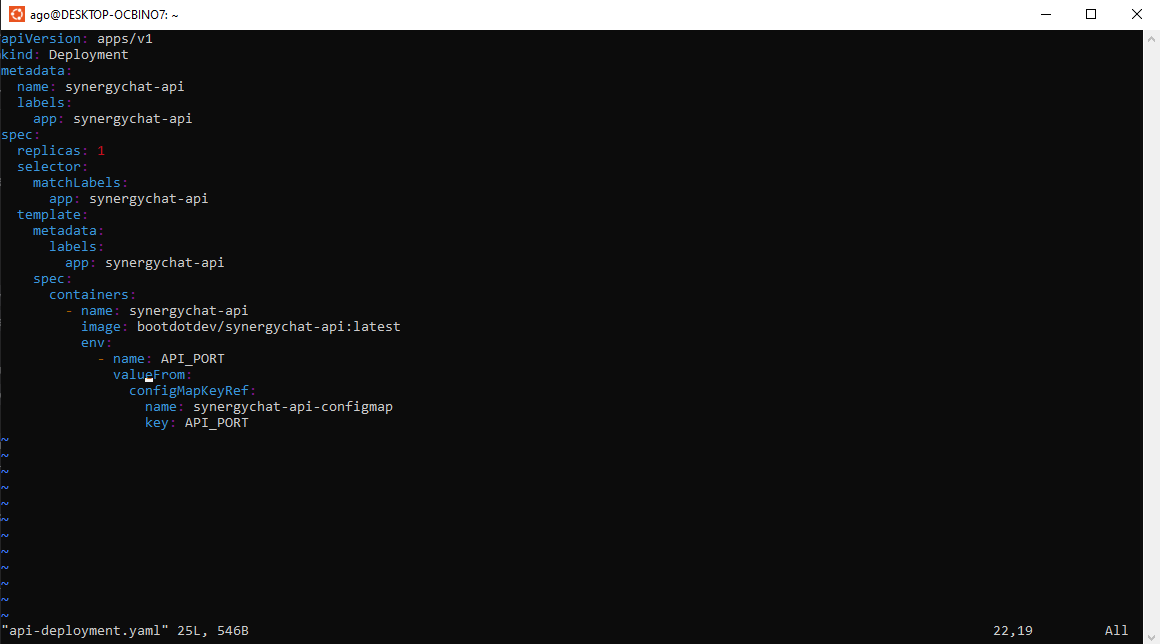 ago@DESKTOP-OCBINO7: ~
apiVersion: apps/v1
kind: Deployment
metadata:
  name: synergychat-api
  labels:
    app: synergychat-api
spec:
  replicas: 1
  selector:
    matchLabels:
      app: synergychat-api
  template:
    metadata:
      labels:
        app: synergychat-api
    spec:
      containers:
        - name: synergychat-api
          image: bootdotdev/synergychat-api:latest
          env:
            - name: API_PORT
              valueFrom:
                configMapKeyRef:
                  name: synergychat-api-configmap
                  key: API_PORT
~
~
~
~
~
~
~
~
~
~
~
~
"api-deployment.yaml" 25L, 546B 22,19 All